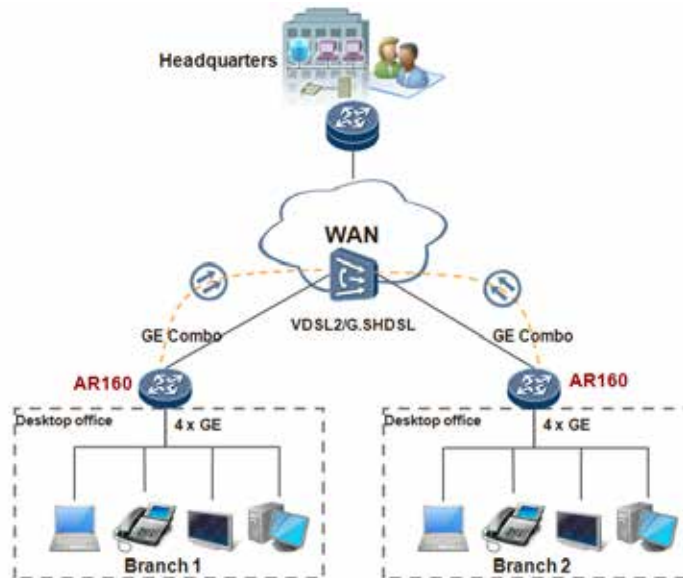 Headquarters
WAN
VDSL2/G.SHDSL
GE Combo
GE Combo
AR160
AR160
Desktop office
4 x GE
Desktop office
4 x GE
Branch 1
Branch 2